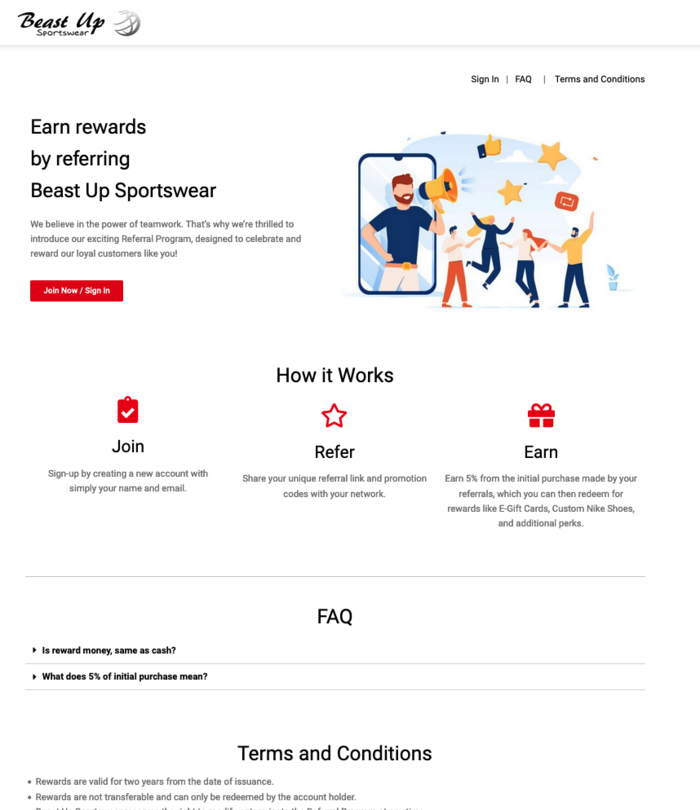 Beast Up
Sportswear
Sign In | FAQ | Terms and Conditions
Earn rewards
by referring
Beast Up Sportswear
We believe in the power of teamwork. That's why we're thrilled to
introduce our exciting Referral Program, designed to celebrate and
reward our loyal customers like you!
Join Now / Sign In
How it Works
Join
Sign-up by creating a new account with
simply your name and email.
Refer
Share your unique referral link and promotion
codes with your network.
Earn
Earn 5% from the initial purchase made by your
referrals, which you can then redeem for
rewards like E-Gift Cards, Custom Nike Shoes,
and additional perks.
FAQ
Is reward money, same as cash?
What does 5% of initial purchase mean?
Terms and Conditions
Rewards are valid for two years from the date of issuance.
Rewards are not transferable and can only be redeemed by the account holder.